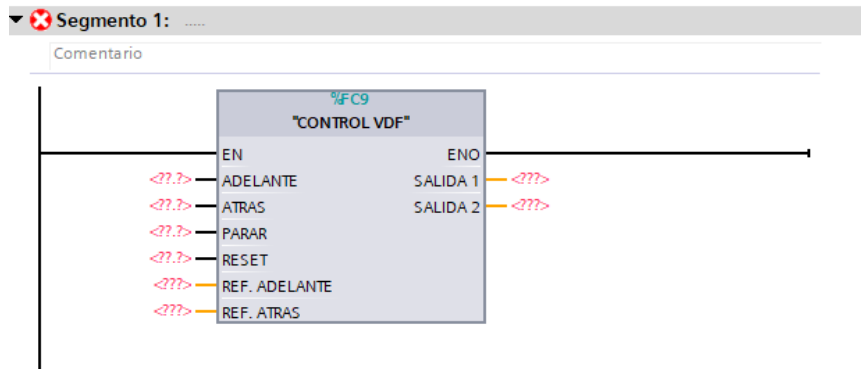 Segmento 1: .....
Comentario
%FC9
"CONTROL VDF"
EN ENO
<??.?> ADELANTE SALIDA 1 <???>
<??.?> ATRAS SALIDA 2 <???>
<??.?> PARAR
<??.?> RESET
<???> REF. ADELANTE
<???> REF. ATRAS